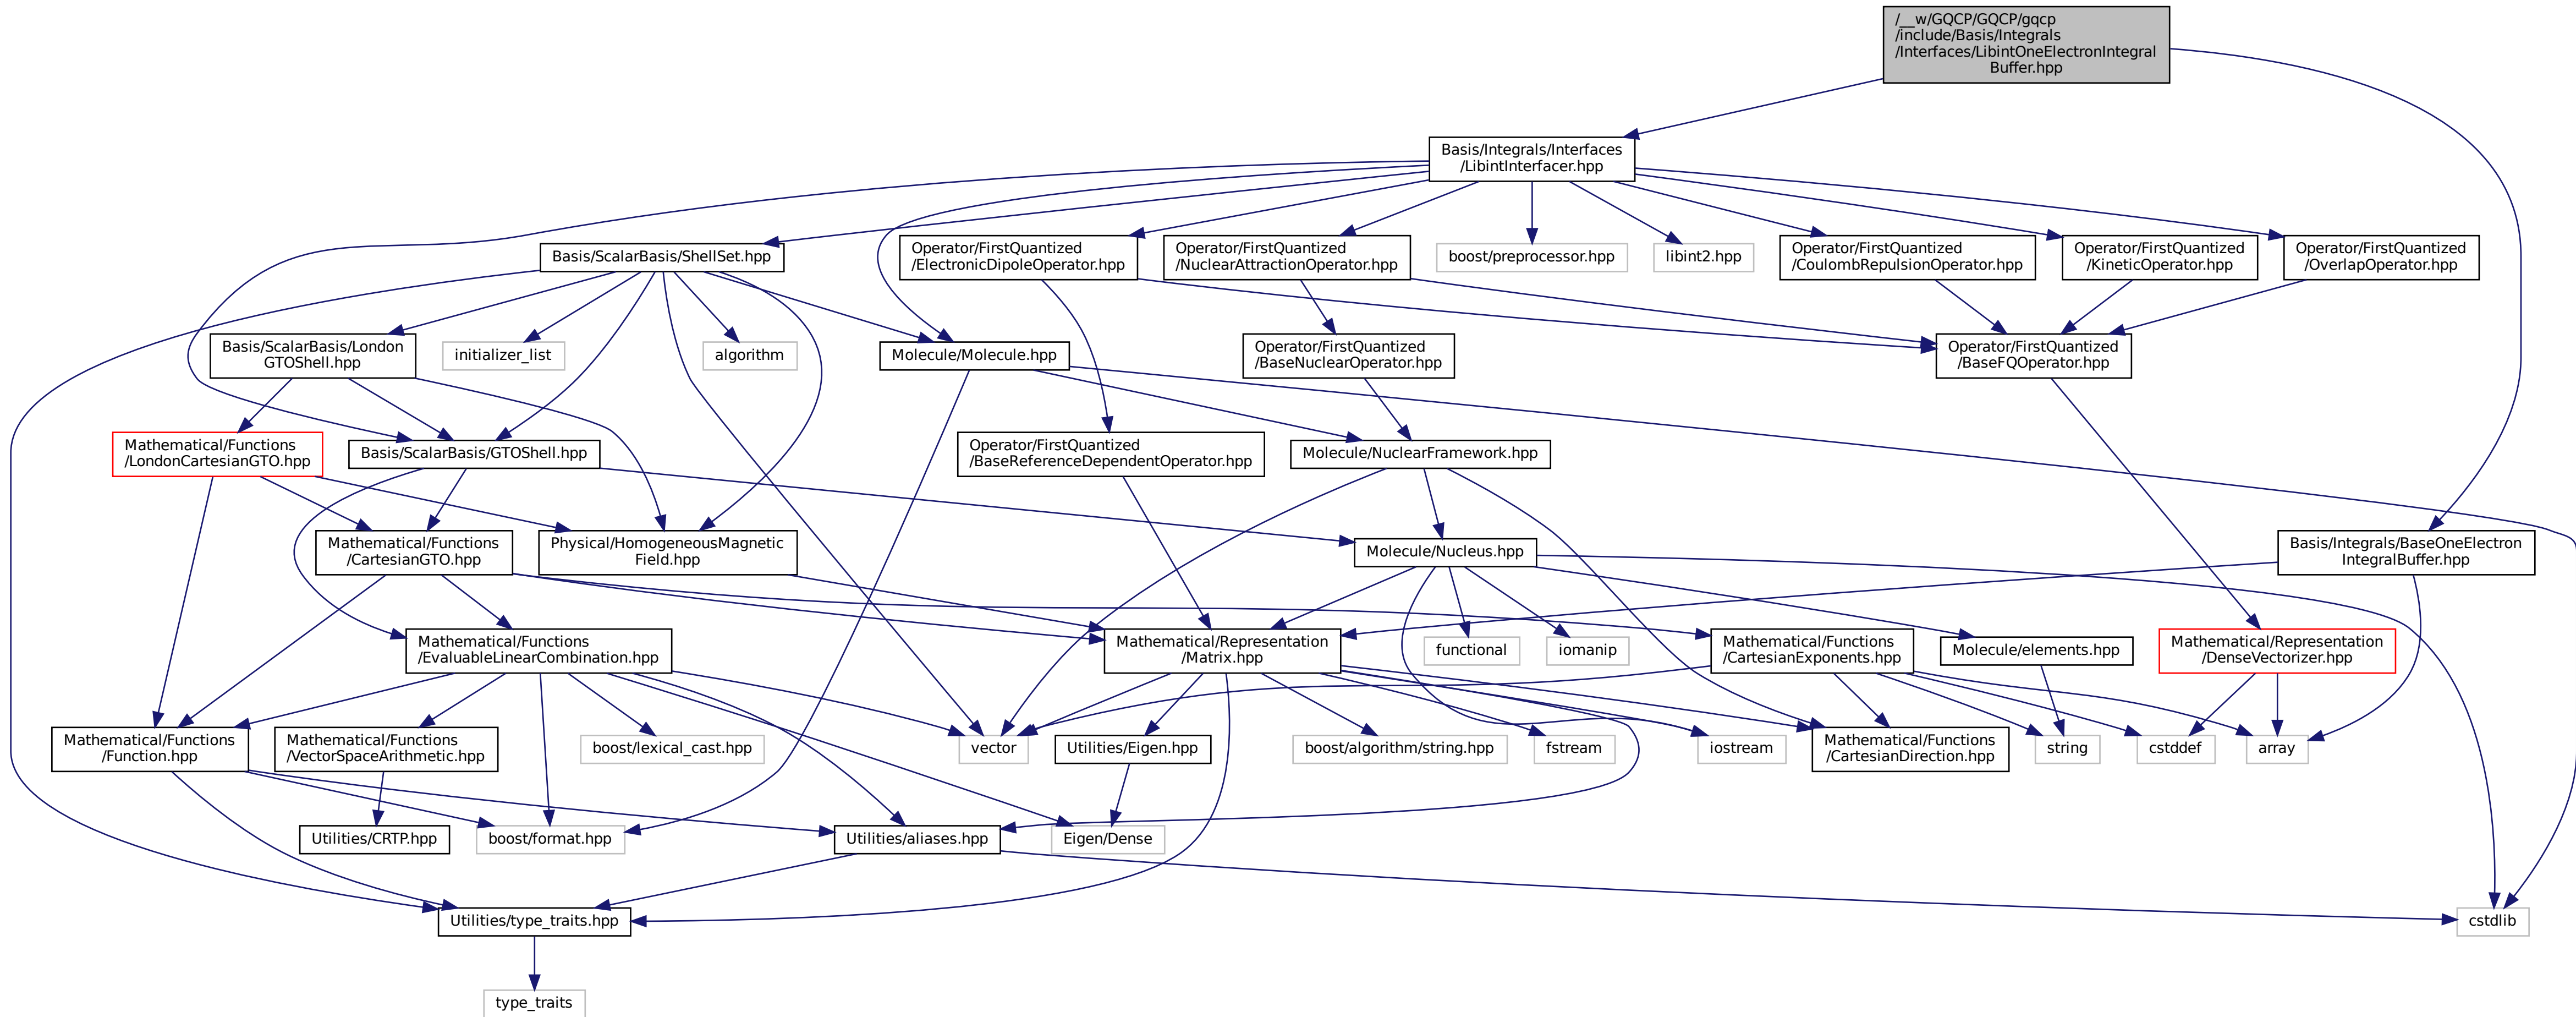 /__w/GQCP/GQCP/gqcp
/include/Basis/Integrals
/Interfaces/LibintOneElectronIntegral
Buffer.hpp
Basis/Integrals/Interfaces
/LibintInterfacer.hpp
Basis/ScalarBasis/ShellSet.hpp
Operator/FirstQuantized
/ElectronicDipoleOperator.hpp
Operator/FirstQuantized
/NuclearAttractionOperator.hpp
boost/preprocessor.hpp
libint2.hpp
Operator/FirstQuantized
/CoulombRepulsionOperator.hpp
Operator/FirstQuantized
/KineticOperator.hpp
Operator/FirstQuantized
/OverlapOperator.hpp
Basis/ScalarBasis/London
GTOShell.hpp
initializer_list
algorithm
Molecule/Molecule.hpp
Operator/FirstQuantized
/BaseNuclearOperator.hpp
Operator/FirstQuantized
/BaseFQOperator.hpp
Mathematical/Functions
/LondonCartesianGTO.hpp
Basis/ScalarBasis/GTOShell.hpp
Operator/FirstQuantized
/BaseReferenceDependentOperator.hpp
Molecule/NuclearFramework.hpp
Mathematical/Functions
/CartesianGTO.hpp
Physical/HomogeneousMagnetic
Field.hpp
Molecule/Nucleus.hpp
Basis/Integrals/BaseOneElectron
IntegralBuffer.hpp
Mathematical/Functions
/EvaluableLinearCombination.hpp
Mathematical/Representation
/Matrix.hpp
functional
iomanip
Mathematical/Functions
/CartesianExponents.hpp
Molecule/elements.hpp
Mathematical/Representation
/DenseVectorizer.hpp
Mathematical/Functions
/Function.hpp
Mathematical/Functions
/VectorSpaceArithmetic.hpp
boost/lexical_cast.hpp
vector
Utilities/Eigen.hpp
boost/algorithm/string.hpp
fstream
iostream
Mathematical/Functions
/CartesianDirection.hpp
string
cstddef
array
Utilities/CRTP.hpp
boost/format.hpp
Utilities/aliases.hpp
Eigen/Dense
Utilities/type_traits.hpp
cstdlib
type_traits